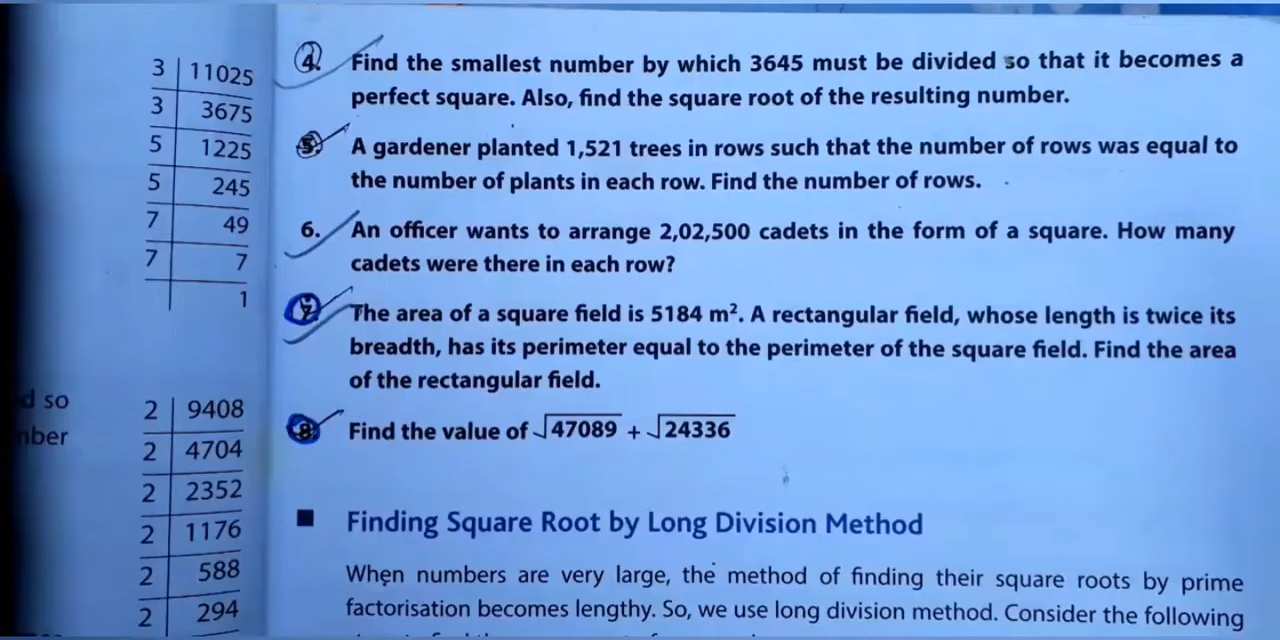 3 11025
3 3675
5 1225
5 245
7 49
7 7
1
d so
nber
2 9408
2 4704
2 2352
2 1176
2 588
2 294
4. Find the smallest number by which 3645 must be divided so that it becomes a
perfect square. Also, find the square root of the resulting number.
5. A gardener planted 1,521 trees in rows such that the number of rows was equal to
the number of plants in each row. Find the number of rows.
6. An officer wants to arrange 2,02,500 cadets in the form of a square. How many
cadets were there in each row?
7. The area of a square field is 5184 m². A rectangular field, whose length is twice its
breadth, has its perimeter equal to the perimeter of the square field. Find the area
of the rectangular field.
8. Find the value of √47089 + √24336
■ Finding Square Root by Long Division Method
When numbers are very large, the method of finding their square roots by prime
factorisation becomes lengthy. So, we use long division method. Consider the following